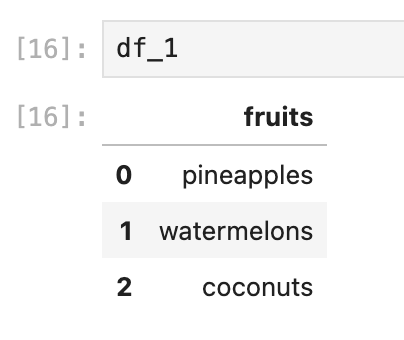 [16]: df_1
[16]: fruits
0 pineapples
1 watermelons
2 coconuts